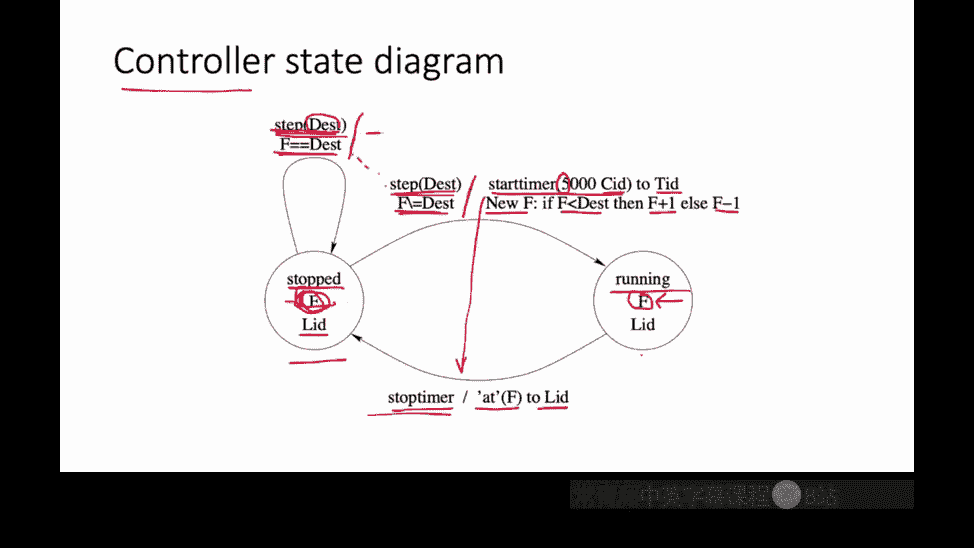 Controller state diagram
step(Dest)
F==Dest
step(Dest) / starttimer(5000 Cid) to Tid
F\=Dest New F: if F<Dest then F+1 else F−1
stopped
F
Lid
running
F
Lid
stoptimer / 'at'(F) to Lid